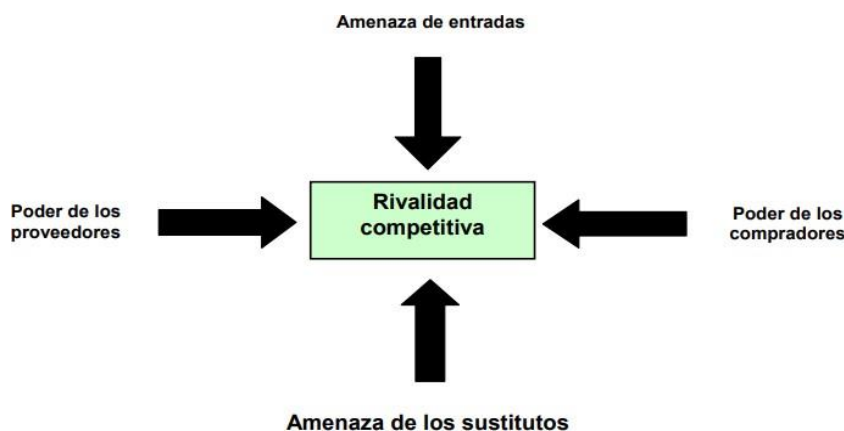 Amenaza de entradas
Rivalidad
competitiva
Poder de los
proveedores
Poder de los
compradores
Amenaza de los sustitutos